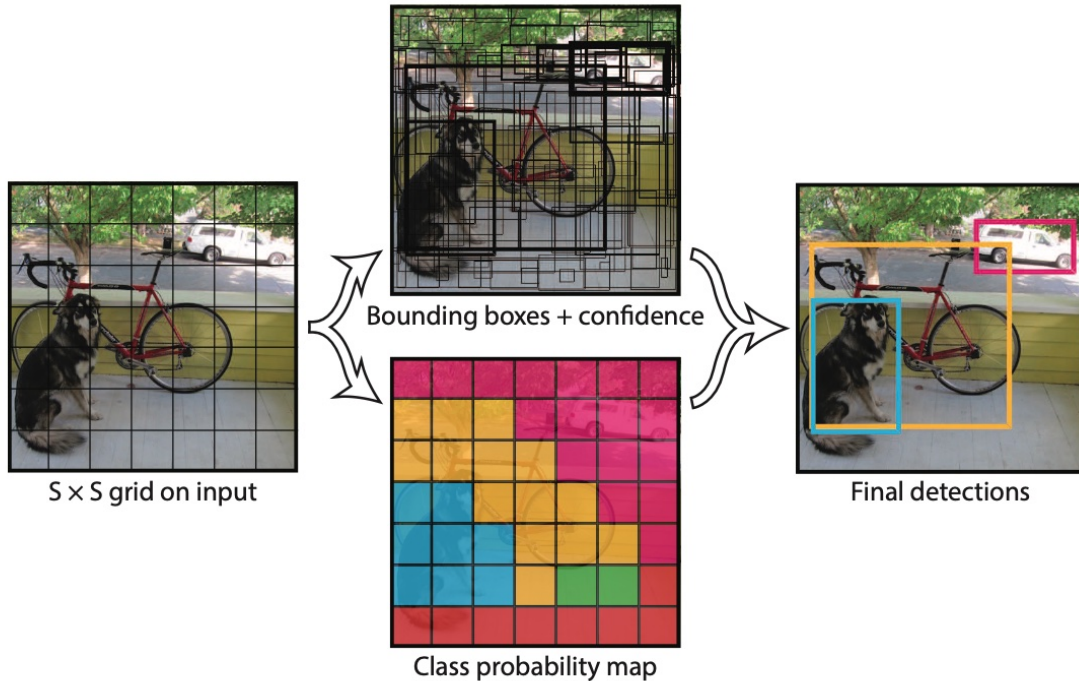 S × S grid on input
Bounding boxes + confidence
Class probability map
Final detections